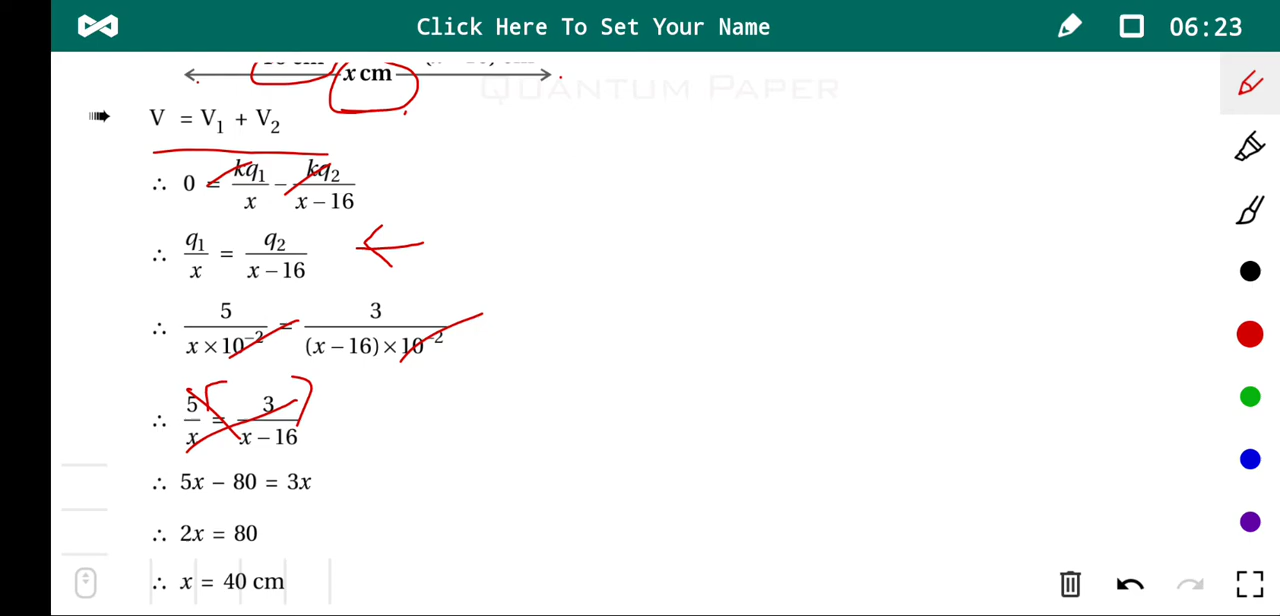 Click Here To Set Your Name
06:23
x cm
QUANTUM PAPER
V = V₁ + V₂
∴ 0 = kq₁/x − kq₂/(x − 16)
∴ q₁/x = q₂/(x − 16)
∴ 5/(x × 10⁻²) = 3/((x − 16) × 10⁻²)
∴ 5/x = 3/(x − 16)
∴ 5x − 80 = 3x
∴ 2x = 80
∴ x = 40 cm